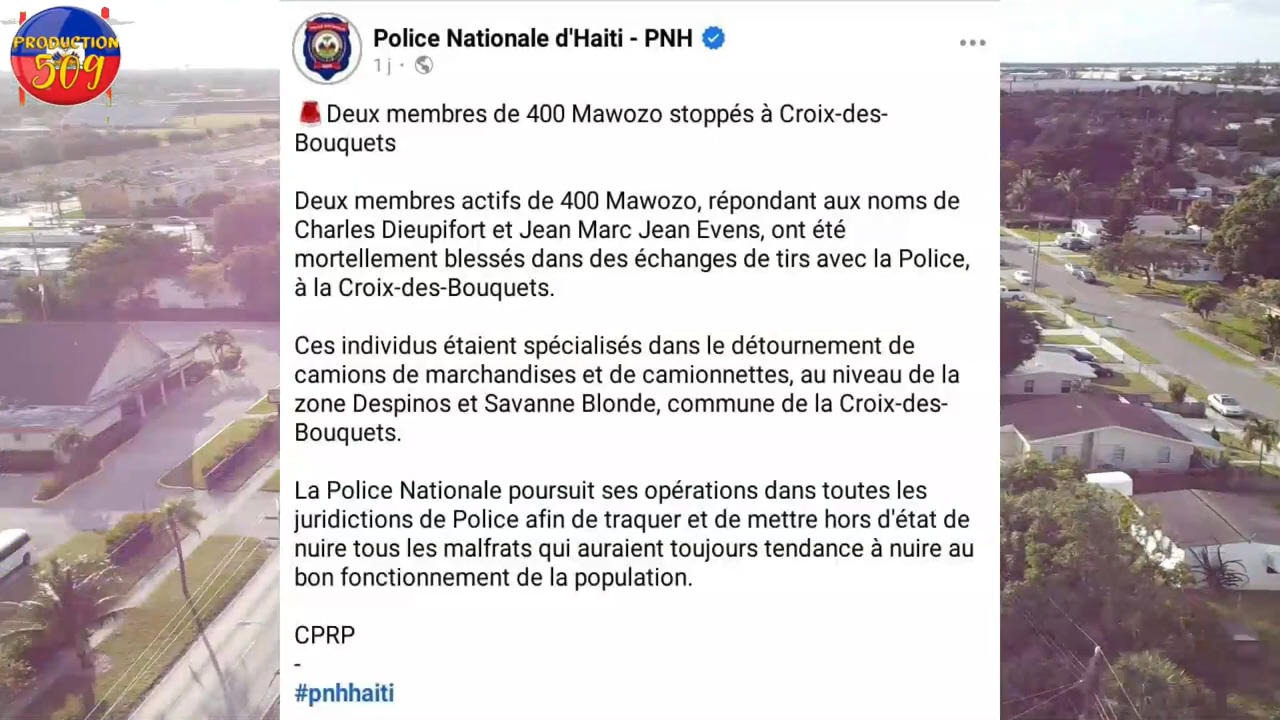 PRODUCTION
509
Police Nationale d'Haiti - PNH
1 j ·
Deux membres de 400 Mawozo stoppés à Croix-des-
Bouquets
Deux membres actifs de 400 Mawozo, répondant aux noms de
Charles Dieupifort et Jean Marc Jean Evens, ont été
mortellement blessés dans des échanges de tirs avec la Police,
à la Croix-des-Bouquets.
Ces individus étaient spécialisés dans le détournement de
camions de marchandises et de camionnettes, au niveau de la
zone Despinos et Savanne Blonde, commune de la Croix-des-
Bouquets.
La Police Nationale poursuit ses opérations dans toutes les
juridictions de Police afin de traquer et de mettre hors d'état de
nuire tous les malfrats qui auraient toujours tendance à nuire au
bon fonctionnement de la population.
CPRP
-
#pnhhaiti